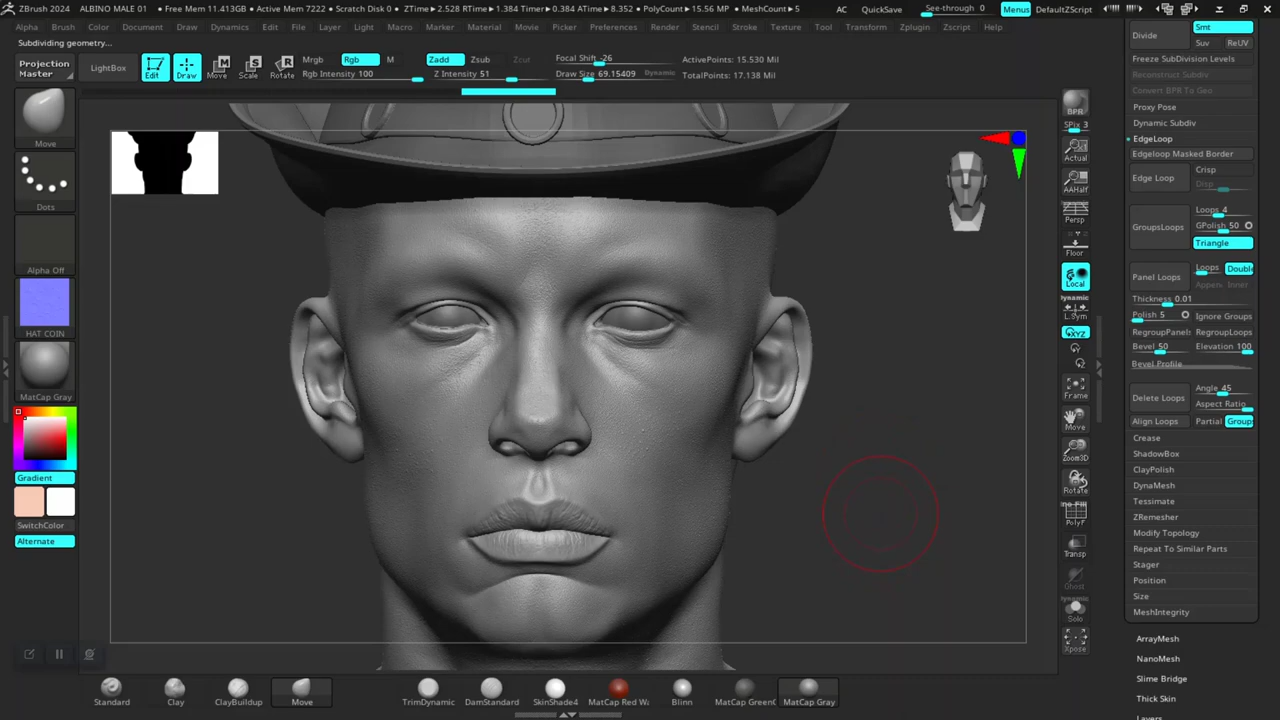 ZBrush 2024 ALBINO MALE 01 • Free Mem 11.413GB • Active Mem 7222 • Scratch Disk 0 • ZTime▸2.528 RTime▸1.384 Timer▸0.384 ATime▸8.352 • PolyCount▸15.56 MP • MeshCount▸5 AC QuickSave See-through 0 Menus DefaultZScript
Alpha Brush Color Document Draw Dynamics Edit File Layer Light Macro Marker Material Movie Picker Preferences Render Stencil Stroke Texture Tool Transform Zplugin Zscript Help
Subdividing geometry...
Projection Master
LightBox
Edit
Draw
Move
Scale
Rotate
Mrgb Rgb M
Rgb Intensity 100
Zadd Zsub Zcut
Z Intensity 51
Focal Shift -26
Draw Size 69.15409 Dynamic
ActivePoints: 15.530 Mil
TotalPoints: 17.138 Mil
Move
Dots
Alpha Off
HAT COIN
MatCap Gray
Gradient
SwitchColor
Alternate
BPR
SPix 3
Actual
AAHalf
Persp
Floor
Local
Dynamic
L.Sym
XYZ
Frame
Move
Zoom3D
Rotate
PolyF
Transp
Ghost
Dynamic
Solo
Xpose
Divide
Smt
Suv ReUV
Freeze SubDivision Levels
Reconstruct Subdiv
Convert BPR To Geo
Proxy Pose
Dynamic Subdiv
EdgeLoop
Edgeloop Masked Border
Edge Loop
Crisp
Disp
GroupsLoops
Loops 4
GPolish 50
Triangle
Panel Loops
Loops Double
Append Inner
Thickness 0.01
Polish 5 Ignore Groups
RegroupPanels RegroupLoops
Bevel 50 Elevation 100
Bevel Profile
Delete Loops
Angle 45
Aspect Ratio
Align Loops Partial Groups
Crease
ShadowBox
ClayPolish
DynaMesh
Tessimate
ZRemesher
Modify Topology
Repeat To Similar Parts
Stager
Position
Size
MeshIntegrity
ArrayMesh
NanoMesh
Slime Bridge
Thick Skin
Layers
Standard Clay ClayBuildup Move TrimDynamic DamStandard SkinShade4 MatCap Red Wa Blinn MatCap GreenC MatCap Gray